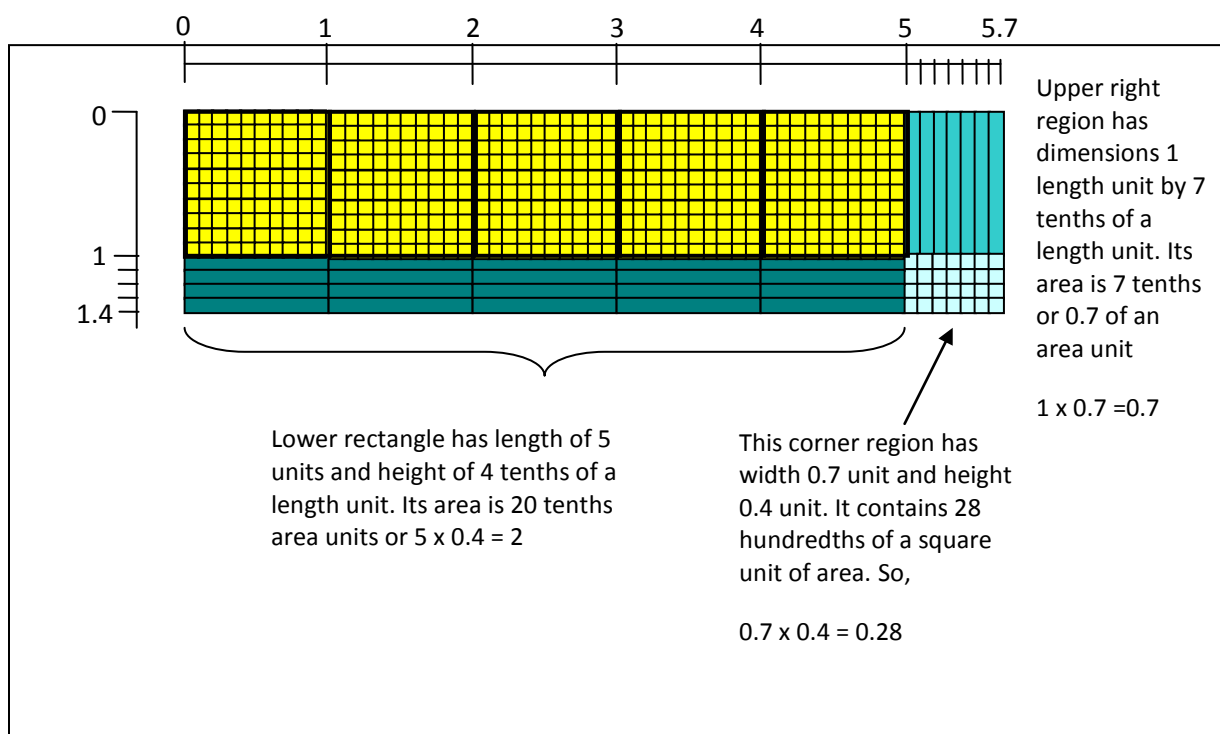 0 1 2 3 4 5 5.7
0
1
1.4
Upper right
region has
dimensions 1
length unit by 7
tenths of a
length unit. Its
area is 7 tenths
or 0.7 of an
area unit
1 x 0.7 =0.7
Lower rectangle has length of 5
units and height of 4 tenths of a
length unit. Its area is 20 tenths
area units or 5 x 0.4 = 2
This corner region has
width 0.7 unit and height
0.4 unit. It contains 28
hundredths of a square
unit of area. So,
0.7 x 0.4 = 0.28